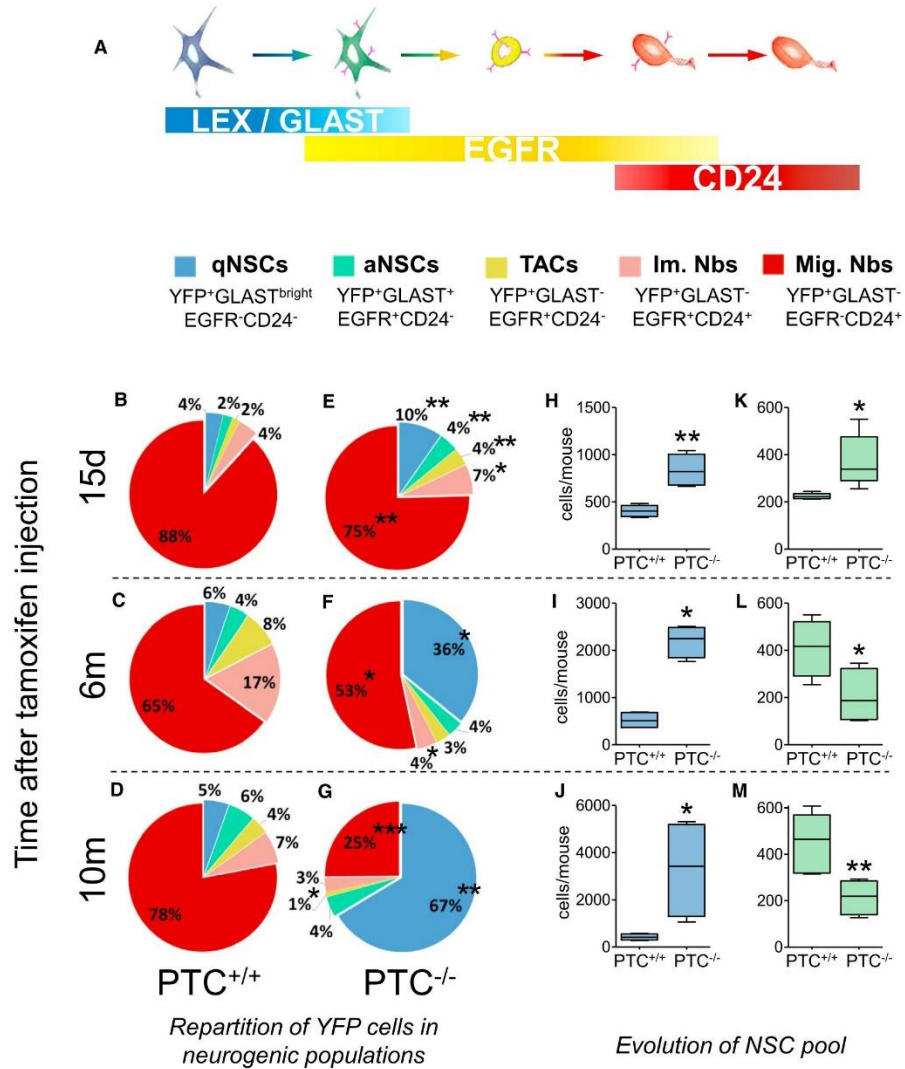 A
LEX / GLAST
EGFR
CD24
qNSCs aNSCs TACs Im. Nbs Mig. Nbs
YFP⁺GLASTᵇʳⁱᵍʰᵗ YFP⁺GLAST⁺ YFP⁺GLAST⁻ YFP⁺GLAST⁻ YFP⁺GLAST⁻
EGFR⁻CD24⁻ EGFR⁺CD24⁻ EGFR⁺CD24⁻ EGFR⁺CD24⁺ EGFR⁻CD24⁺
Time after tamoxifen injection
15d
B
4% 2% 2% 4%
88%
E
10%** 4%** 4%** 7%*
75%**
H
cells/mouse
1500
1000
500
0
**
PTC⁺/⁺ PTC⁻/⁻
K
600
400
200
0
*
PTC⁺/⁺ PTC⁻/⁻
6m
C
6% 4% 8% 17%
65%
F
36%*
4%
3%
4%*
53%*
I
cells/mouse
3000
2000
1000
0
*
PTC⁺/⁺ PTC⁻/⁻
L
600
400
200
0
*
PTC⁺/⁺ PTC⁻/⁻
10m
D
5% 6% 4% 7%
78%
G
25%***
3%
1%*
4%
67%**
J
cells/mouse
6000
4000
2000
0
*
PTC⁺/⁺ PTC⁻/⁻
M
600
400
200
0
**
PTC⁺/⁺ PTC⁻/⁻
PTC⁺/⁺ PTC⁻/⁻
Repartition of YFP cells in
neurogenic populations
Evolution of NSC pool